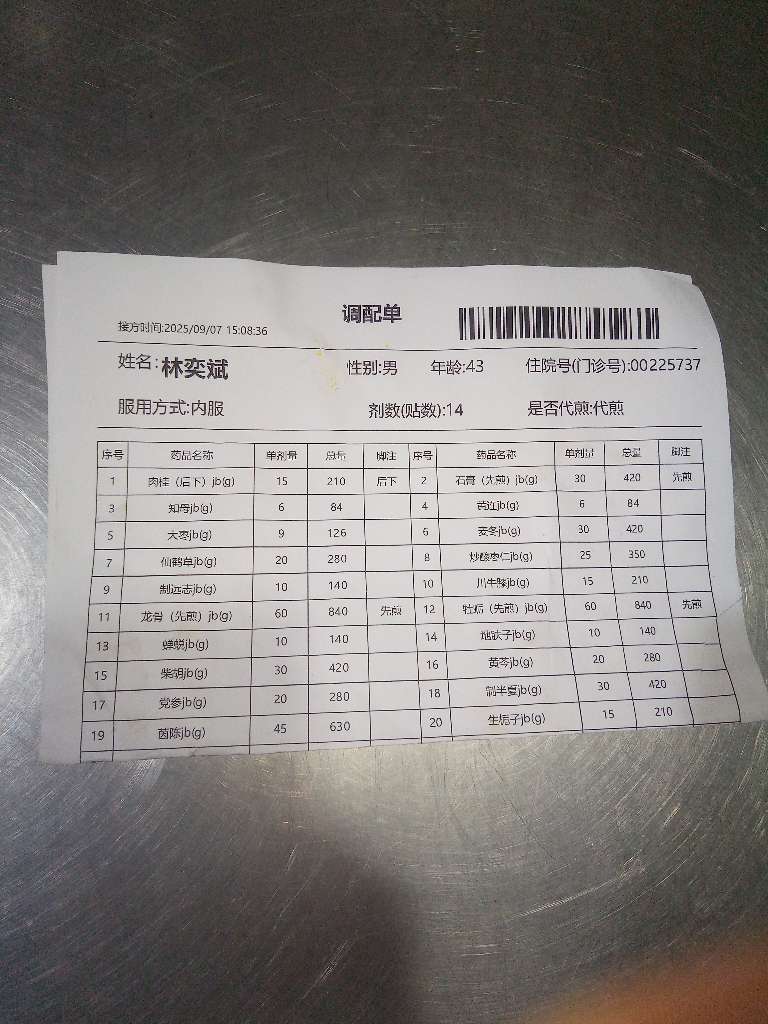 调配单
接方时间:2025/09/07 15:08:36
姓名:林奕斌 性别:男 年龄:43 住院号(门诊号):00225737
服用方式:内服 剂数(贴数):14 是否代煎:代煎
序号 药品名称 单剂量 总量 脚注 序号 药品名称 单剂量 总量 脚注
1 肉桂（后下）jb(g) 15 210 后下 2 石膏（先煎）jb(g) 30 420 先煎
3 知母jb(g) 6 84 4 黄连jb(g) 6 84
5 大枣jb(g) 9 126 6 麦冬jb(g) 30 420
7 仙鹤草jb(g) 20 280 8 炒酸枣仁jb(g) 25 350
9 制远志jb(g) 10 140 10 川牛膝jb(g) 15 210
11 龙骨（先煎）jb(g) 60 840 先煎 12 牡蛎（先煎）jb(g) 60 840 先煎
13 蝉蜕jb(g) 10 140 14 地肤子jb(g) 10 140
15 柴胡jb(g) 30 420 16 黄芩jb(g) 20 280
17 党参jb(g) 20 280 18 制半夏jb(g) 30 420
19 茵陈jb(g) 45 630 20 生栀子jb(g) 15 210